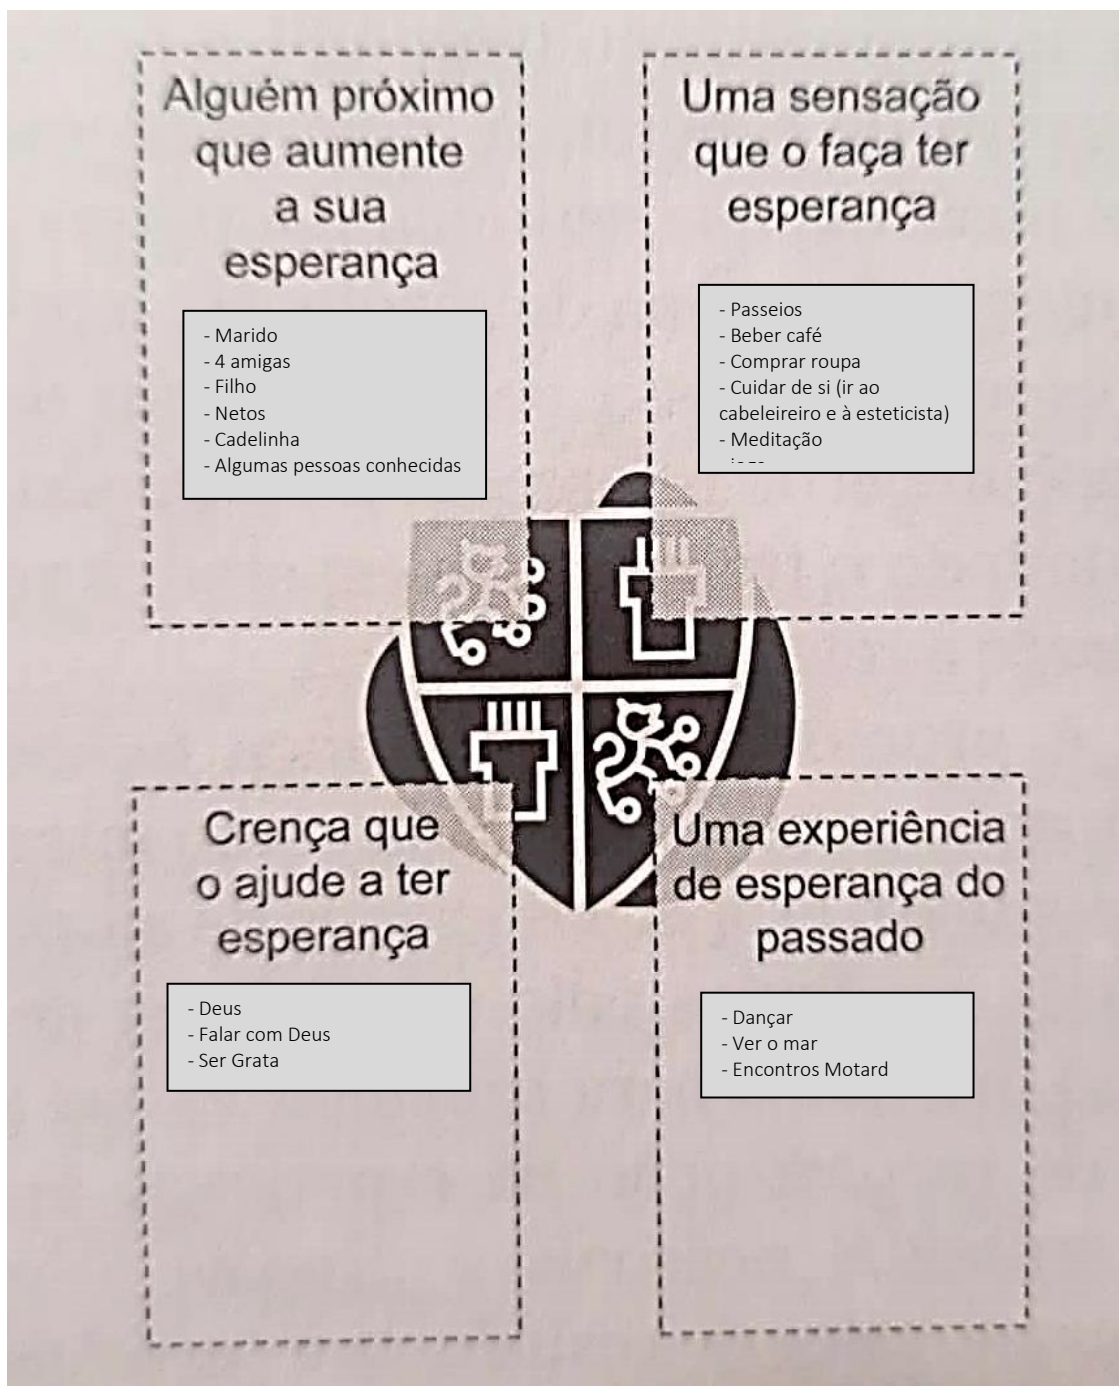 Alguém próximo
que aumente
a sua
esperança
- Marido
- 4 amigas
- Filho
- Netos
- Cadelinha
- Algumas pessoas conhecidas
Uma sensação
que o faça ter
esperança
- Passeios
- Beber café
- Comprar roupa
- Cuidar de si (ir ao
cabeleireiro e à esteticista)
- Meditação
Crença que
o ajude a ter
esperança
- Deus
- Falar com Deus
- Ser Grata
Uma experiência
de esperança do
passado
- Dançar
- Ver o mar
- Encontros Motard